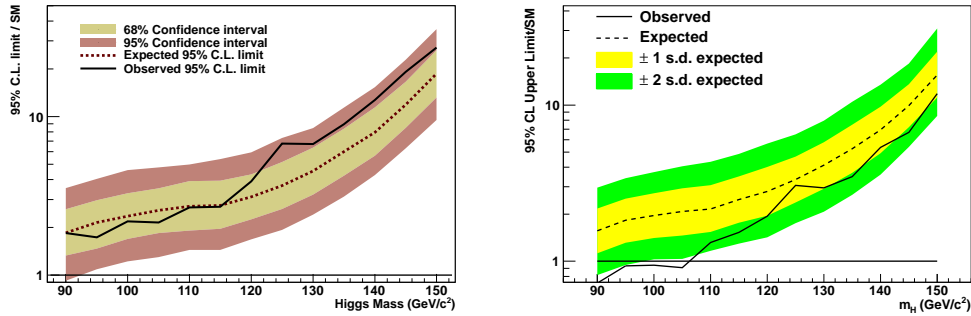 95% C.L. limit / SM
10
1
68% Confidence interval
95% Confidence interval
Expected 95% C.L. limit
Observed 95% C.L. limit
90 100 110 120 130 140 150
Higgs Mass (GeV/c²)
95% CL Upper Limit/SM
10
1
Observed
Expected
± 1 s.d. expected
± 2 s.d. expected
90 100 110 120 130 140 150
m_H (GeV/c²)